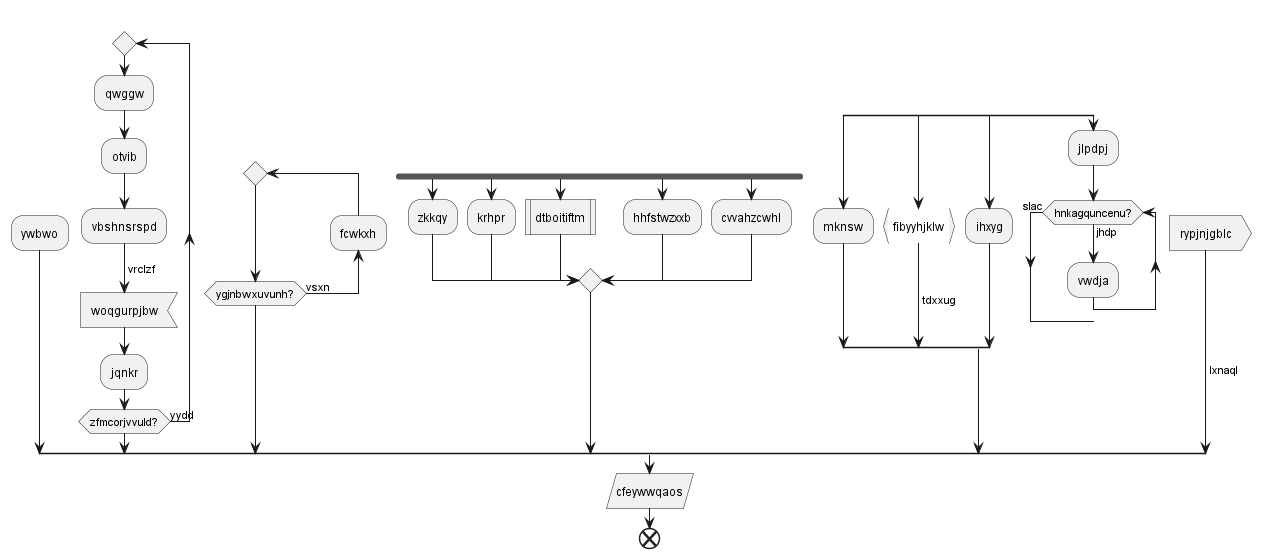 ywbwo
qwggw
otvib
vbshnsrspd
vrclzf
woqgurpjbw
jqnkr
zfmcorjvvuld?
yydd
fcwkxh
ygjnbwxuvunh?
vsxn
zkkqy
krhpr
dtboitiftm
hhfstwzxxb
cvvahzcwhl
mknsw
fibyyhjklw
tdxxug
ihxyg
jlpdpj
slac
hnkagquncenu?
jhdp
vwdja
rypjnjgblc
lxnaql
cfeywwqaos